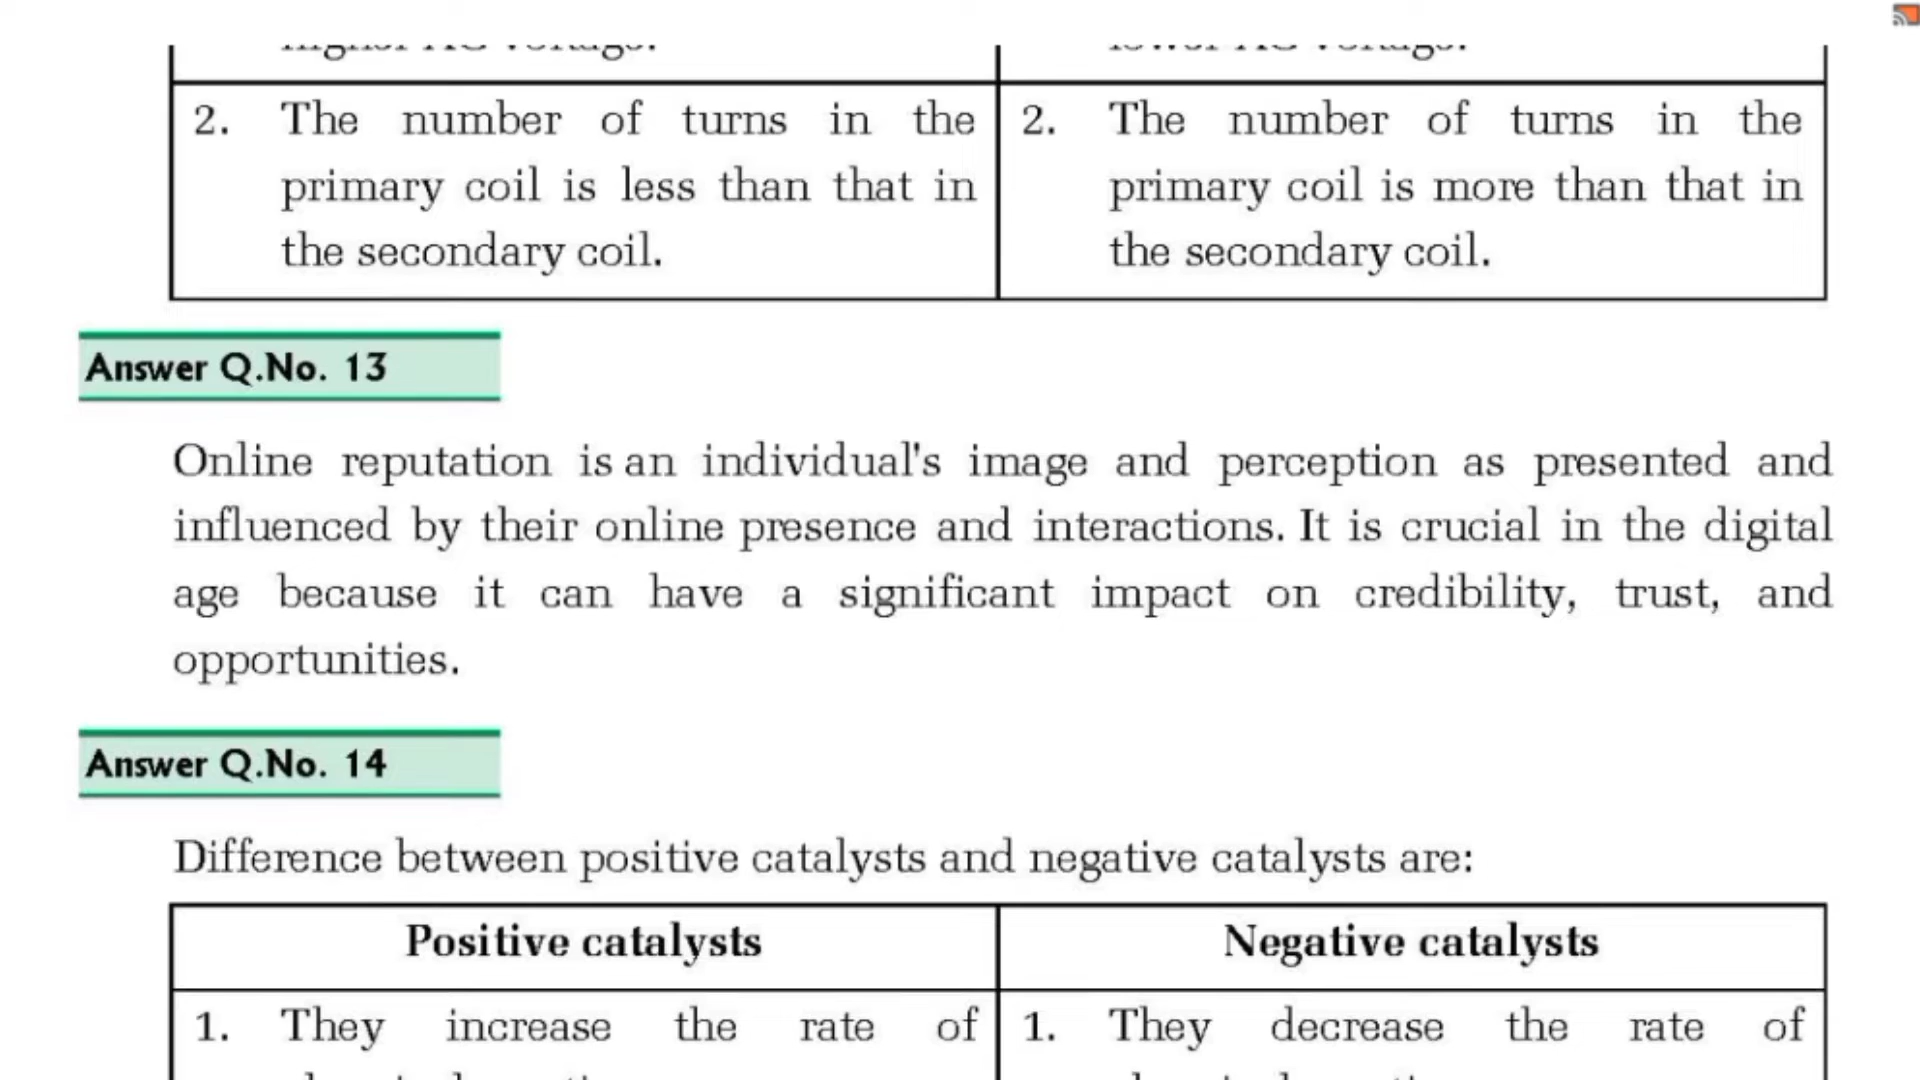 2. The number of turns in the
primary coil is less than that in
the secondary coil.
2. The number of turns in the
primary coil is more than that in
the secondary coil.
Answer Q.No. 13
Online reputation is an individual's image and perception as presented and
influenced by their online presence and interactions. It is crucial in the digital
age because it can have a significant impact on credibility, trust, and
opportunities.
Answer Q.No. 14
Difference between positive catalysts and negative catalysts are:
Positive catalysts
Negative catalysts
1. They increase the rate of
1. They decrease the rate of